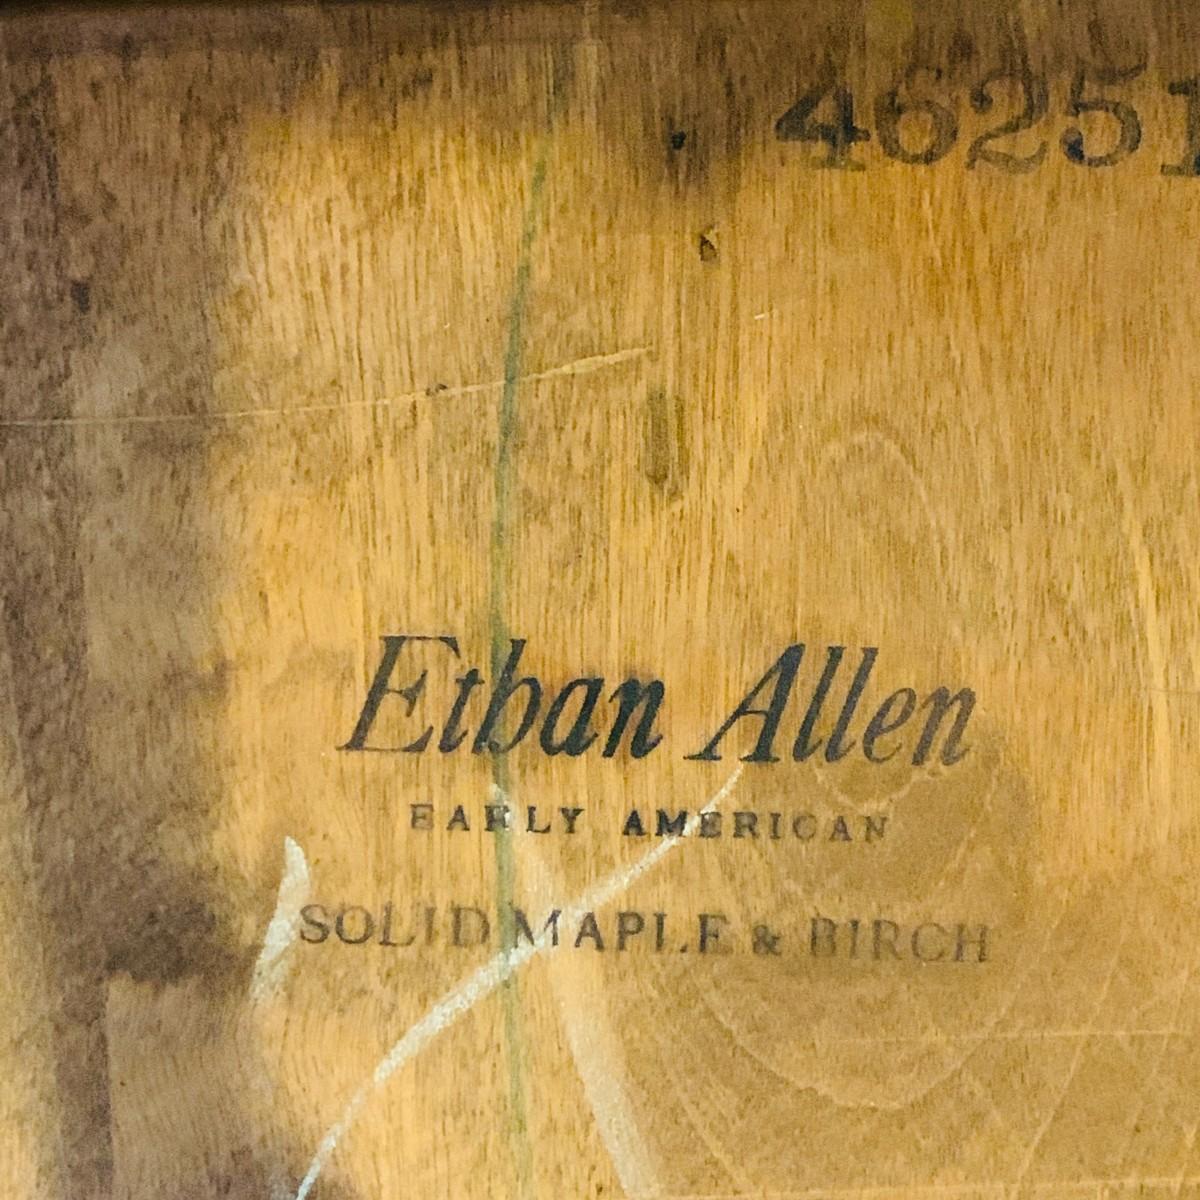 46251
Ethan Allen
EARLY AMERICAN
SOLID MAPLE & BIRCH